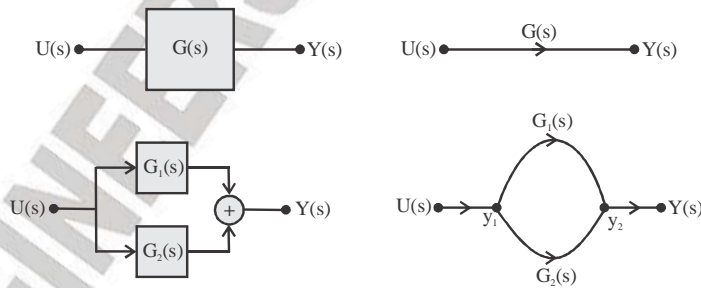 U(s) G(s) Y(s)
U(s) G(s) Y(s)
U(s) G₁(s) G₂(s) + Y(s)
U(s) y₁ G₁(s) G₂(s) y₂ Y(s)